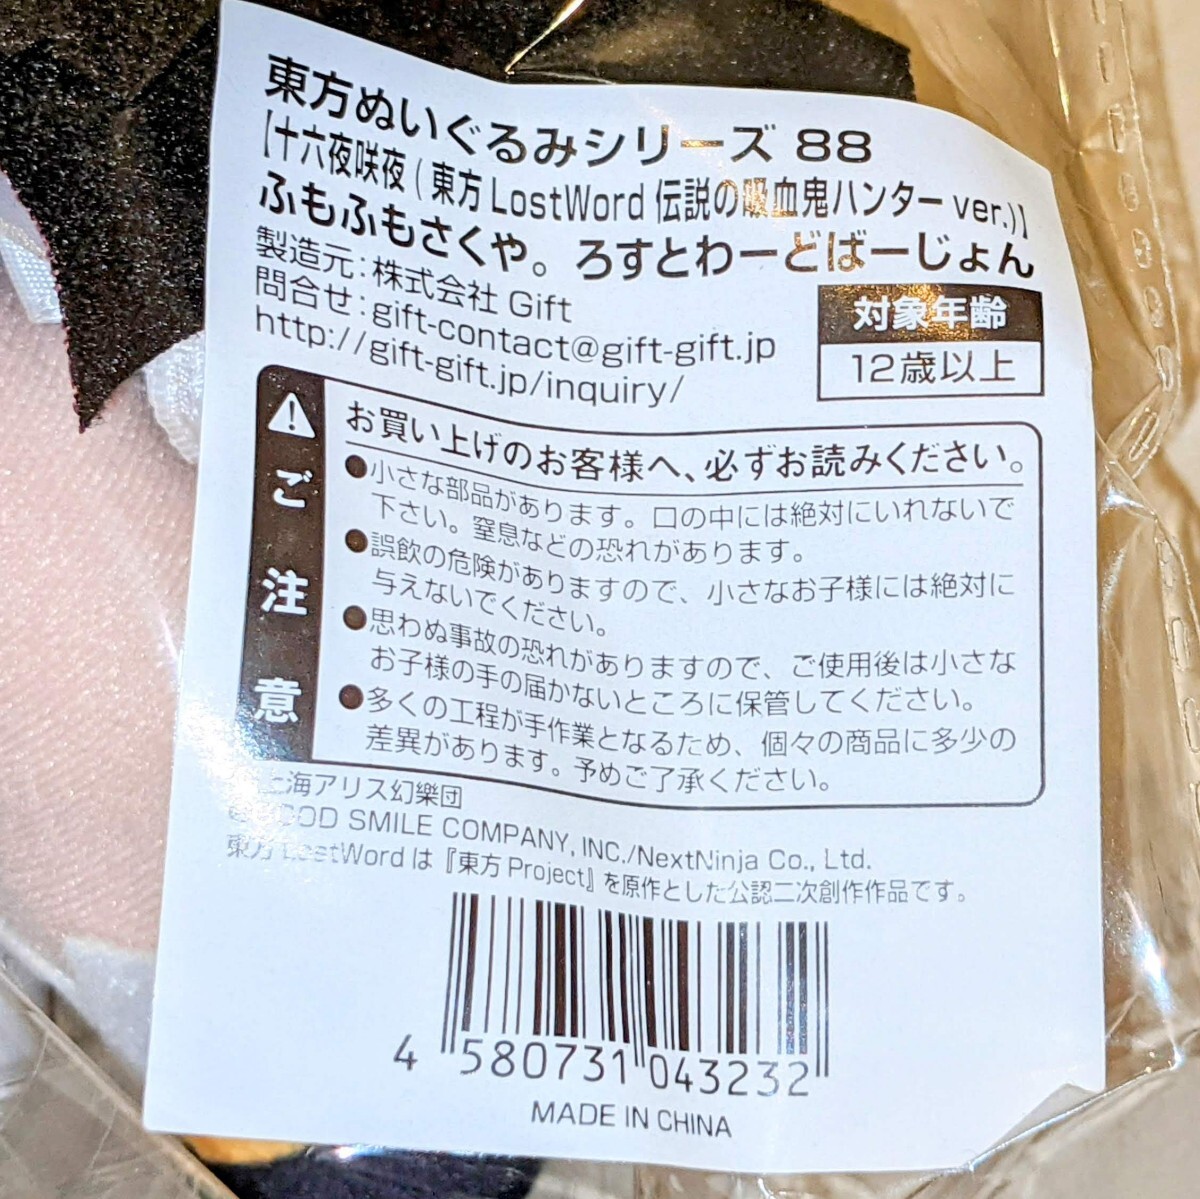 東方ぬいぐるみシリーズ 88
【十六夜咲夜 ( 東方LostWord 伝説の吸血鬼ハンター ver.)】
ふもふもさくや。ろすとわーどばーじょん
製造元：株式会社 Gift
問合せ：gift-contact@gift-gift.jp
http://gift-gift.jp/inquiry/
対象年齢
12歳以上
ご注意
お買い上げのお客様へ、必ずお読みください。
●小さな部品があります。口の中には絶対にいれないで
下さい。窒息などの恐れがあります。
●誤飲の危険がありますので、小さなお子様には絶対に
与えないでください。
●思わぬ事故の恐れがありますので、ご使用後は小さな
お子様の手の届かないところに保管してください。
●多くの工程が手作業となるため、個々の商品に多少の
差異があります。予めご了承ください。
上海アリス幻樂団
GOOD SMILE COMPANY, INC./NextNinja Co., Ltd.
東方 LostWord は『東方 Project』を原作とした公認二次創作作品です。
4 580731 043232
MADE IN CHINA